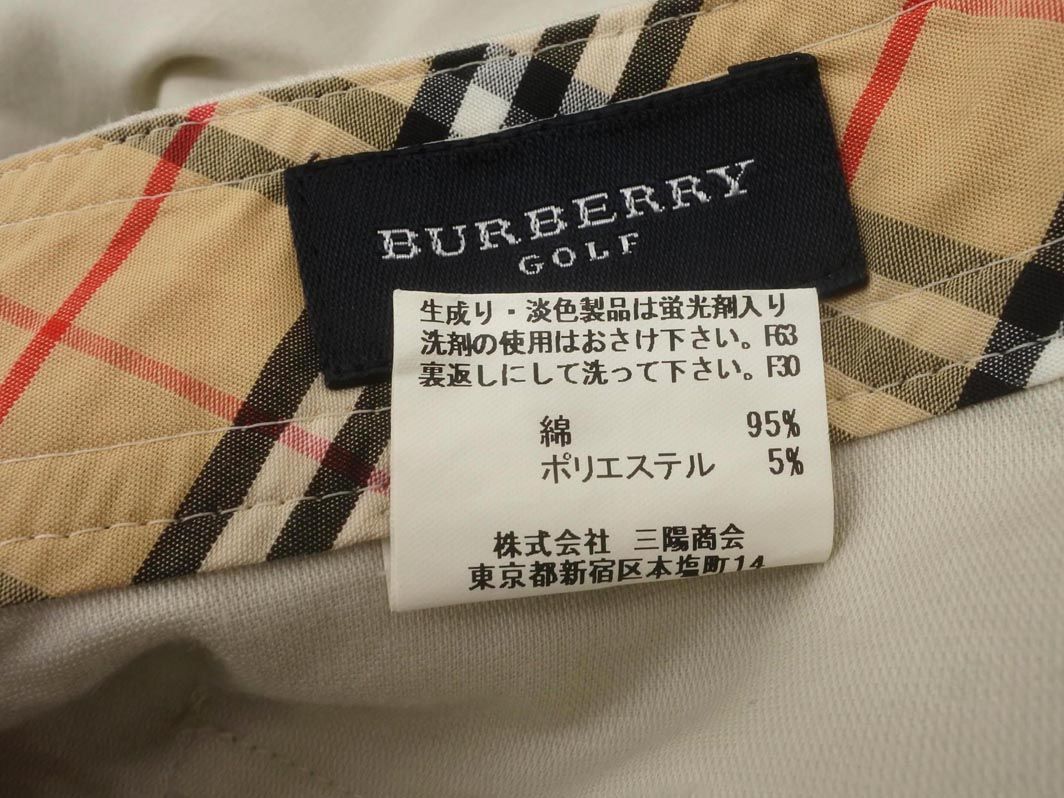 BURBERRY
GOLF
生成り・淡色製品は蛍光剤入り
洗剤の使用はおさけ下さい。F63
裏返しにして洗って下さい。F30
綿 95%
ポリエステル 5%
株式会社 三陽商会
東京都新宿区本塩町14